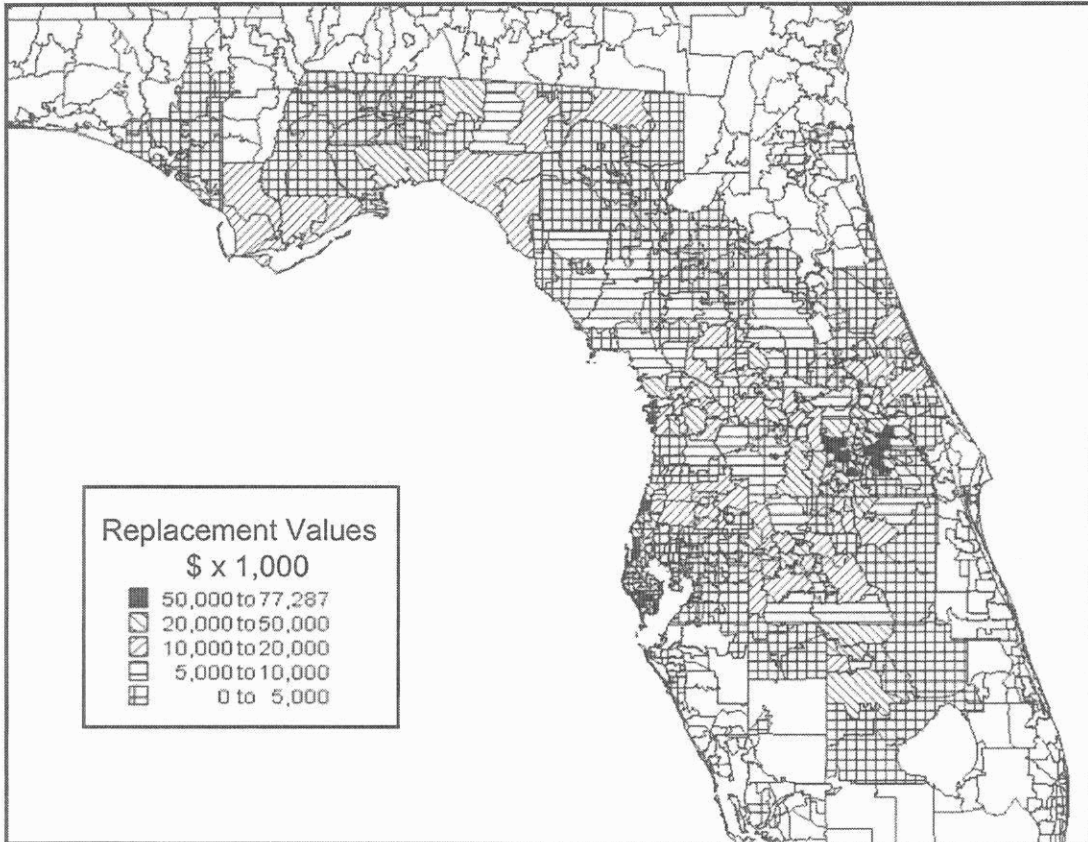 Replacement Values
$ x 1,000
50,000 to 77,287
20,000 to 50,000
10,000 to 20,000
5,000 to 10,000
0 to 5,000